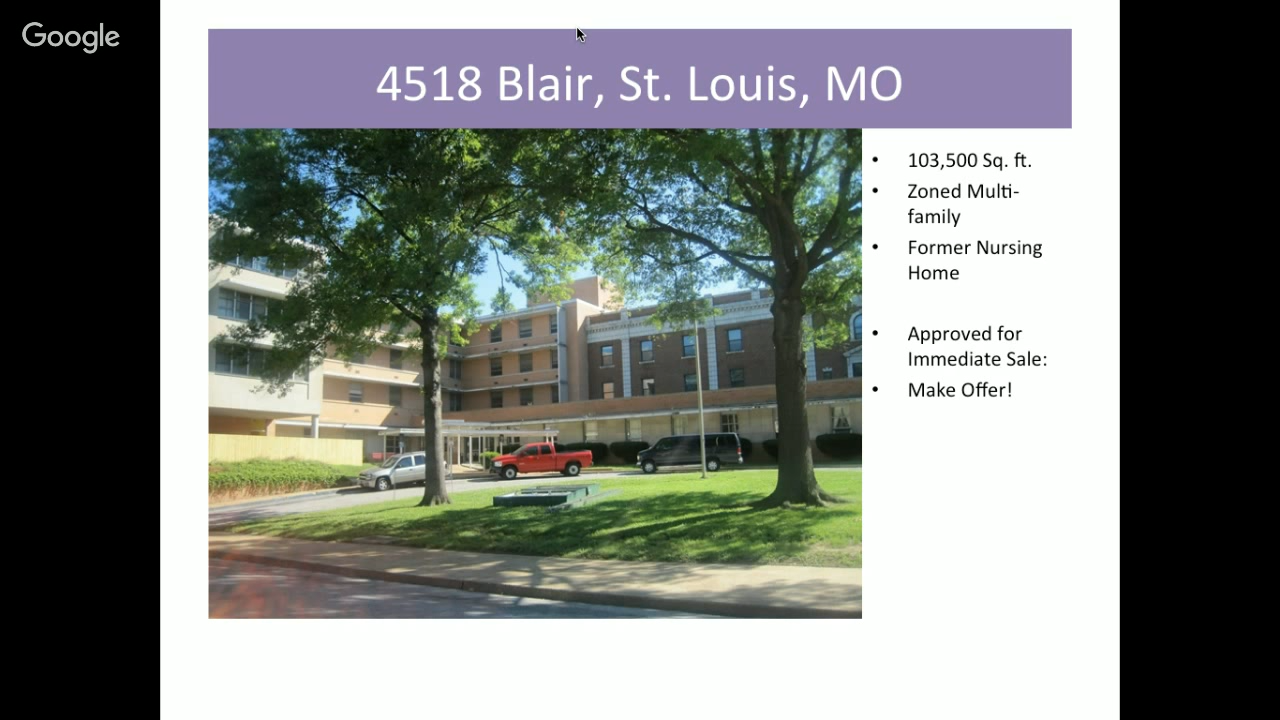 Google
4518 Blair, St. Louis, MO
• 103,500 Sq. ft.
• Zoned Multi-
family
• Former Nursing
Home
• Approved for
Immediate Sale:
• Make Offer!